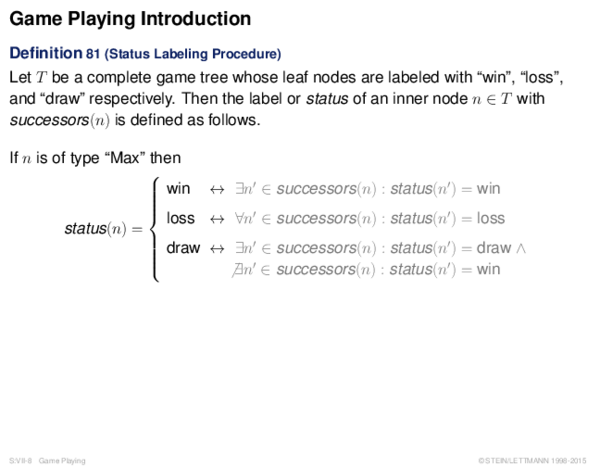 Game Playing Introduction
Definition 81 (Status Labeling Procedure)
Let T be a complete game tree whose leaf nodes are labeled with “win”, “loss”,
and “draw” respectively. Then the label or status of an inner node n ∈ T with
successors(n) is defined as follows.
If n is of type “Max” then
win ↔ ∃n′ ∈ successors(n) : status(n′) = win
loss ↔ ∀n′ ∈ successors(n) : status(n′) = loss
status(n) =
draw ↔ ∃n′ ∈ successors(n) : status(n′) = draw ∧
∄n′ ∈ successors(n) : status(n′) = win
S:VII-8 Game Playing
©STEIN/LETTMANN 1998-2015